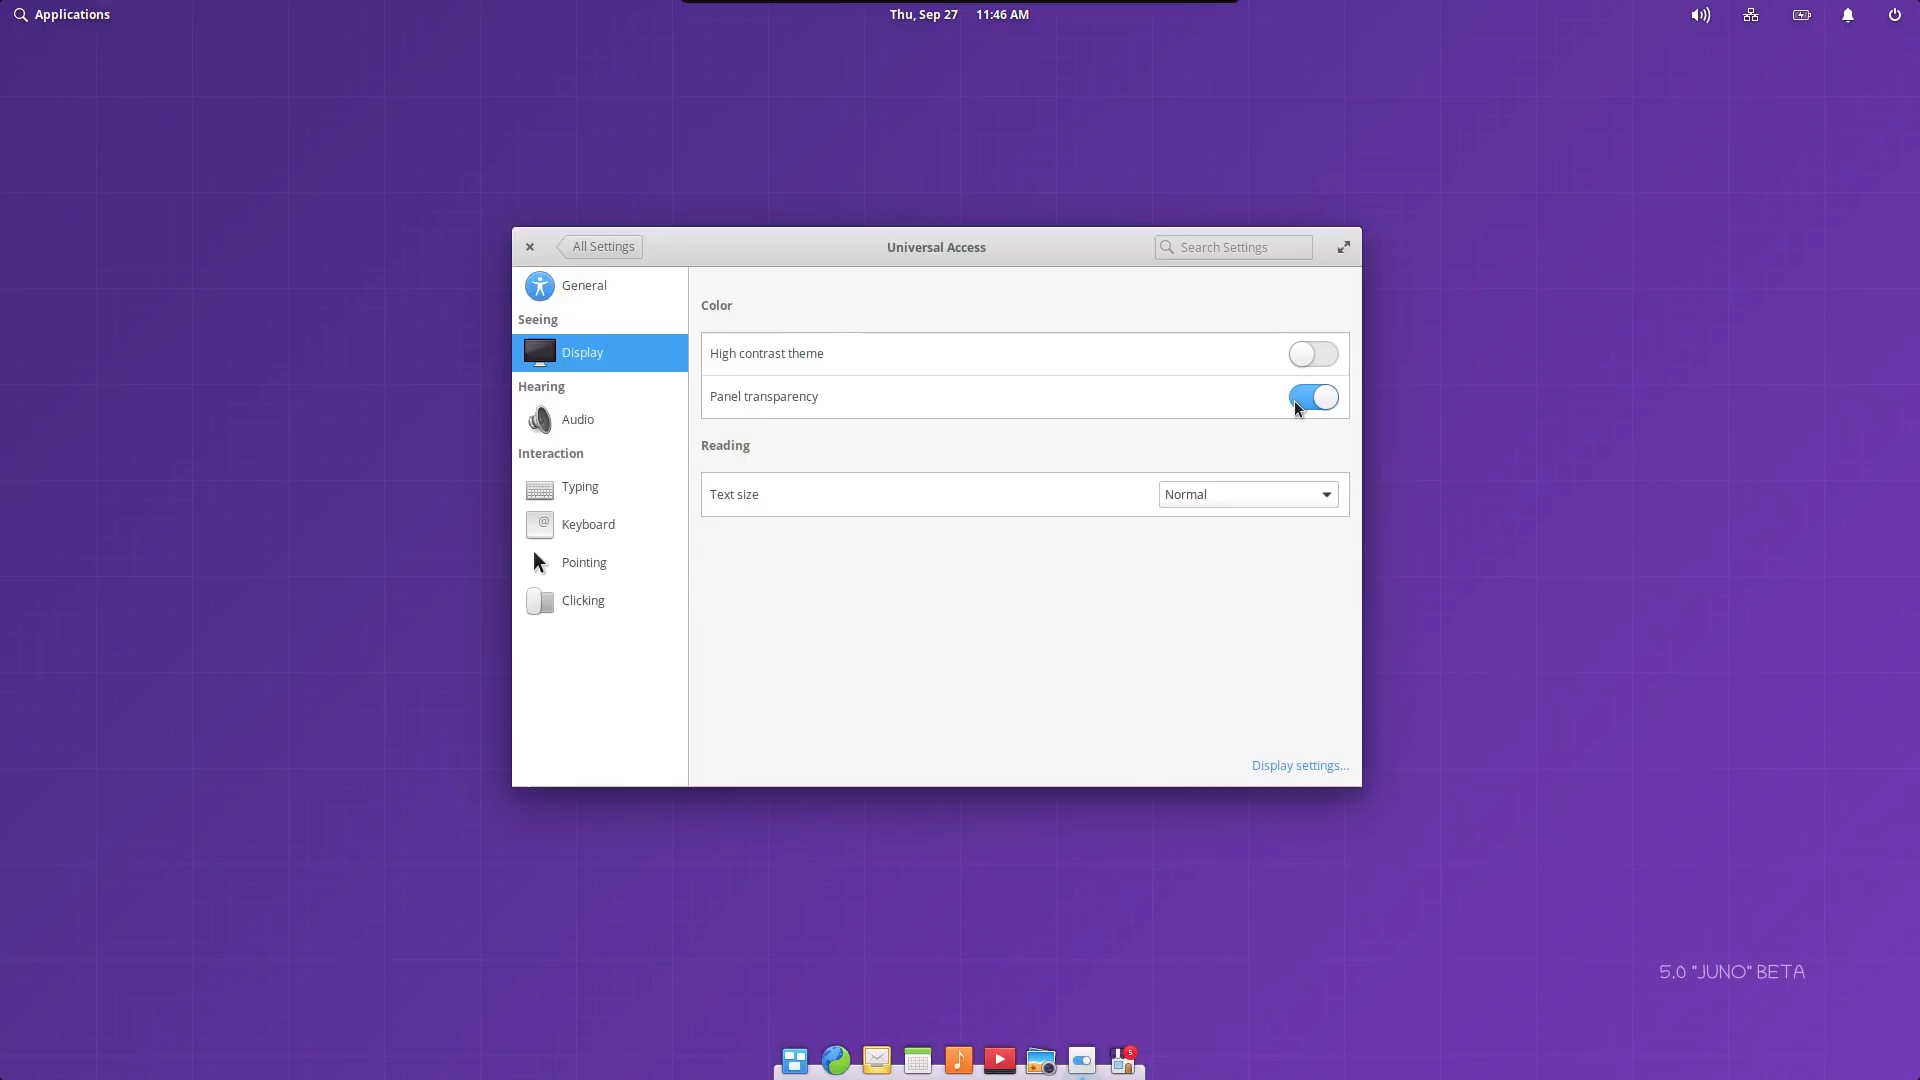 Applications
Thu, Sep 27 11:46 AM
All Settings
Universal Access
Search Settings
General
Seeing
Display
Hearing
Audio
Interaction
Typing
@
Keyboard
Pointing
Clicking
Color
High contrast theme
Panel transparency
Reading
Text size
Normal
Display settings...
5.0 "JUNO" BETA
5